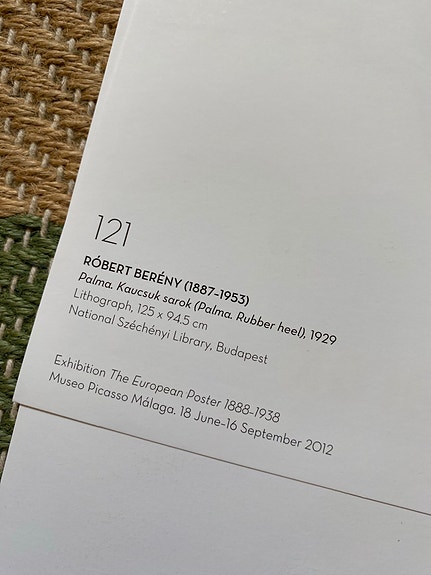 121
RÓBERT BERÉNY (1887-1953)
Palma. Kaucsuk sarok (Palma. Rubber heel), 1929
Lithograph, 125 x 94.5 cm
National Széchényi Library, Budapest
Exhibition The European Poster 1888-1938
Museo Picasso Málaga. 18 June-16 September 2012